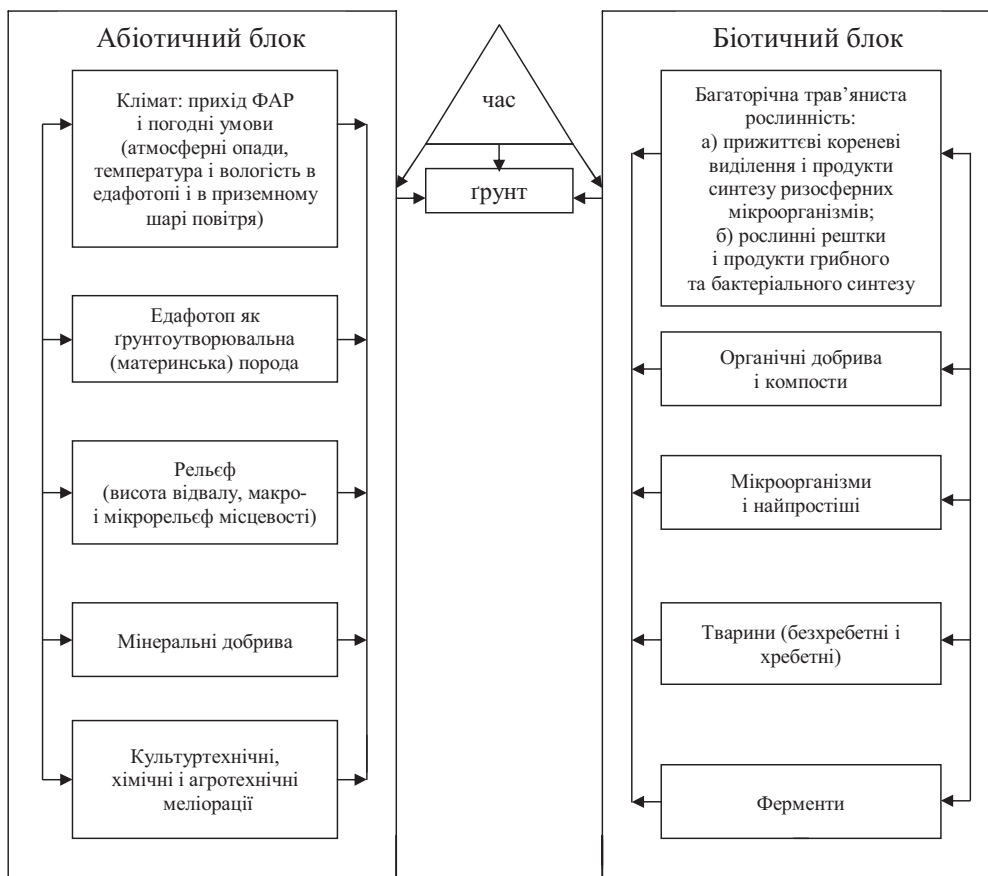 Абіотичний блок
Клімат: прихід ФАР
і погодні умови
(атмосферні опади,
температура і вологість в
едафотопі і в приземному
шарі повітря)
Едафотоп як
ґрунтоутворювальна
(материнська) порода
Рельєф
(висота відвалу, макро-
і мікрорельєф місцевості)
Мінеральні добрива
Культуртехнічні,
хімічні і агротехнічні
меліорації
час
ґрунт
Біотичний блок
Багаторічна трав’яниста
рослинність:
а) прижиттєві кореневі
виділення і продукти
синтезу ризосферних
мікроорганізмів;
б) рослинні рештки
і продукти грибного
та бактеріального синтезу
Органічні добрива
і компости
Мікроорганізми
і найпростіші
Тварини (безхребетні і
хребетні)
Ферменти